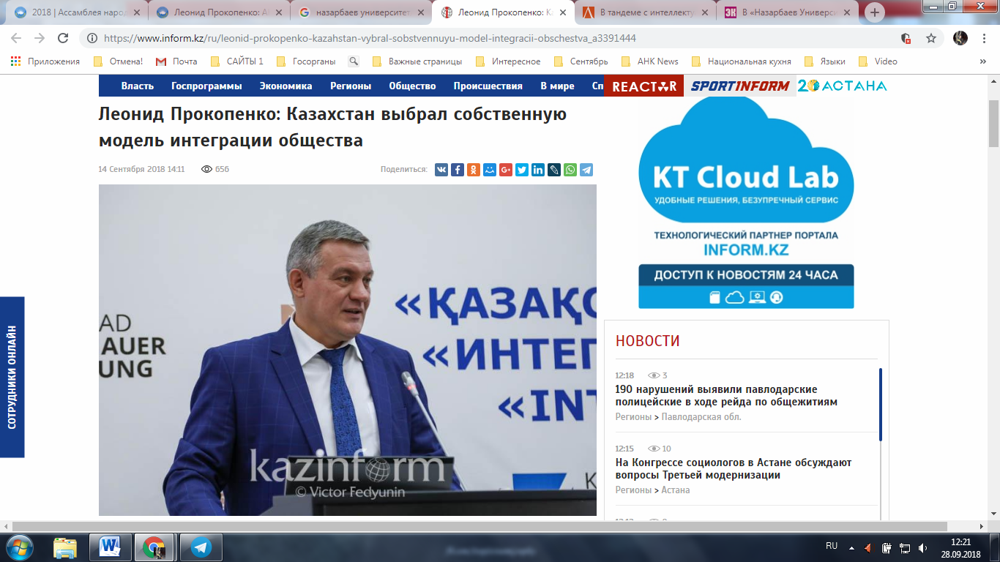 2018 | Ассамблея народ
Леонид Прокопенко: А
назарбаев университет
Леонид Прокопенко: Ка
В тандеме с интеллекту
В «Назарбаев Универс
https://www.inform.kz/ru/leonid-prokopenko-kazahstan-vybral-sobstvennuyu-model-integracii-obschestva_a3391444
Приложения
Отмена!
Почта
САЙТЫ 1
Госорганы
Важные страницы
Интересное
Сентябрь
АНК News
Национальная кухня
Языки
Video
Власть
Госпрограммы
Экономика
Регионы
Общество
Происшествия
В мире
Сп
REACTOR
SPORTINFORM
20 АСТАНА
Леонид Прокопенко: Казахстан выбрал собственную
модель интеграции общества
14 Сентября 2018 14:11
656
Поделиться:
AD
AUER
UNG
«ҚАЗАҚС
«ИНТЕГ
«INT
kazinform
© Victor Fedyunin
K
СОТРУДНИКИ ОНЛАЙН
KT Cloud Lab
УДОБНЫЕ РЕШЕНИЯ, БЕЗУПРЕЧНЫЙ СЕРВИС
ТЕХНОЛОГИЧЕСКИЙ ПАРТНЕР ПОРТАЛА
INFORM.KZ
ДОСТУП К НОВОСТЯМ 24 ЧАСА
НОВОСТИ
12:18
3
190 нарушений выявили павлодарские
полицейские в ходе рейда по общежитиям
Регионы > Павлодарская обл.
12:15
10
На Конгрессе социологов в Астане обсуждают
вопросы Третьей модернизации
Регионы > Астана
RU
12:21
28.09.2018